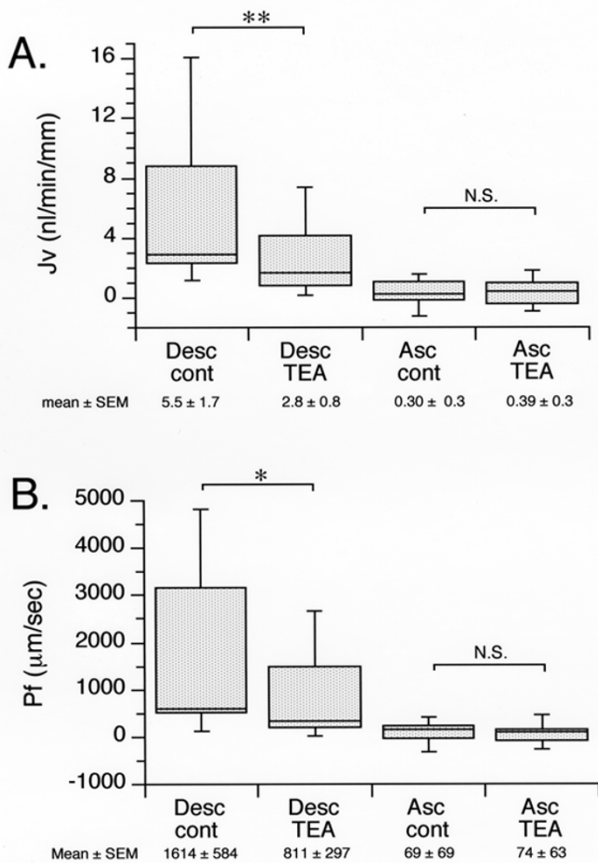 A.
**
Jv (nl/min/mm)
16
12
8
4
0
N.S.
Desc Desc Asc Asc
cont TEA cont TEA
mean ± SEM 5.5 ± 1.7 2.8 ± 0.8 0.30 ± 0.3 0.39 ± 0.3
B.
*
Pf (μm/sec)
5000
4000
3000
2000
1000
0
-1000
N.S.
Desc Desc Asc Asc
cont TEA cont TEA
Mean ± SEM 1614 ± 584 811 ± 297 69 ± 69 74 ± 63